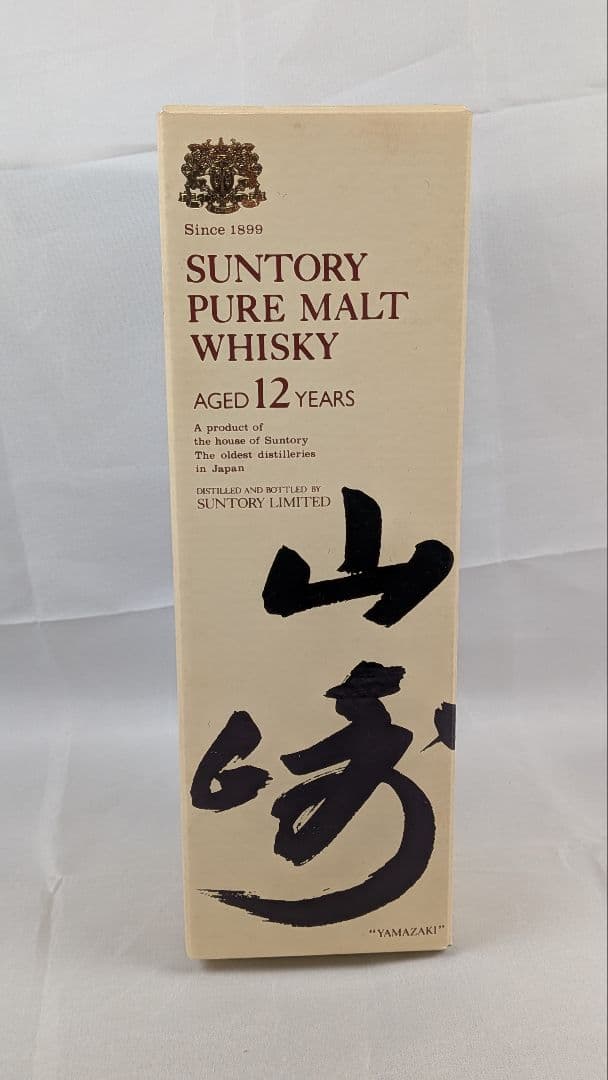 Since 1899
SUNTORY
PURE MALT
WHISKY
AGED 12 YEARS
A product of
the house of Suntory
The oldest distilleries
in Japan
DISTILLED AND BOTTLED BY
SUNTORY LIMITED
山
崎
“YAMAZAKI”